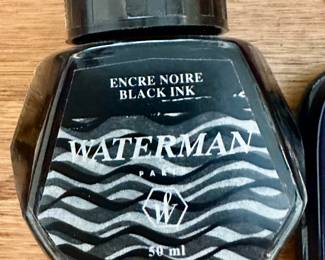 ENCRE NOIRE
BLACK INK
WATERMAN
PARIS
W
50 ml